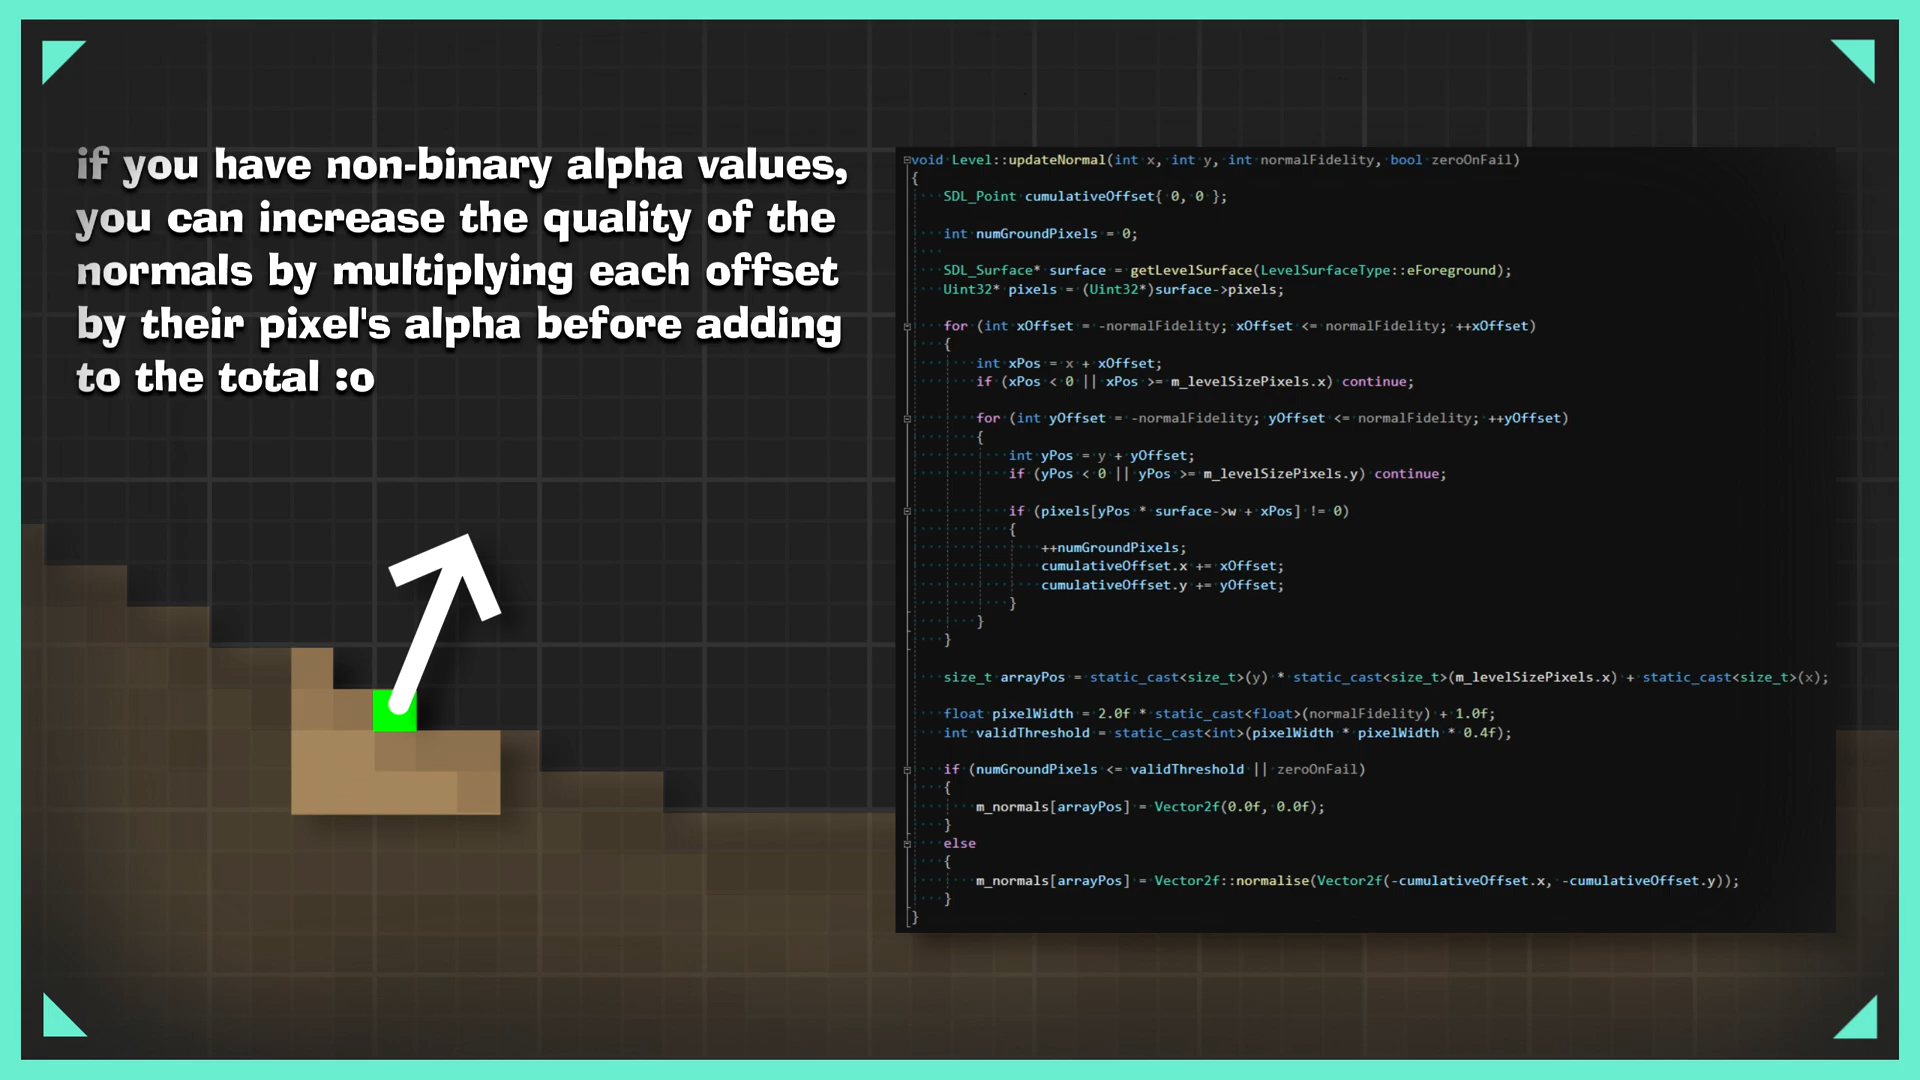 if you have non-binary alpha values,
you can increase the quality of the
normals by multiplying each offset
by their pixel's alpha before adding
to the total :o
void Level::updateNormal(int x, int y, int normalFidelity, bool zeroOnFail)
{
SDL_Point cumulativeOffset{ 0, 0 };
int numGroundPixels = 0;
SDL_Surface* surface = getLevelSurface(LevelSurfaceType::eForeground);
Uint32* pixels = (Uint32*)surface->pixels;
for (int xOffset = -normalFidelity; xOffset <= normalFidelity; ++xOffset)
{
int xPos = x + xOffset;
if (xPos < 0 || xPos >= m_levelSizePixels.x) continue;
for (int yOffset = -normalFidelity; yOffset <= normalFidelity; ++yOffset)
{
int yPos = y + yOffset;
if (yPos < 0 || yPos >= m_levelSizePixels.y) continue;
if (pixels[yPos * surface->w + xPos] != 0)
{
++numGroundPixels;
cumulativeOffset.x += xOffset;
cumulativeOffset.y += yOffset;
}
}
}
size_t arrayPos = static_cast<size_t>(y) * static_cast<size_t>(m_levelSizePixels.x) + static_cast<size_t>(x);
float pixelWidth = 2.0f * static_cast<float>(normalFidelity) + 1.0f;
int validThreshold = static_cast<int>(pixelWidth * pixelWidth * 0.4f);
if (numGroundPixels <= validThreshold || zeroOnFail)
{
m_normals[arrayPos] = Vector2f(0.0f, 0.0f);
}
else
{
m_normals[arrayPos] = Vector2f::normalise(Vector2f(-cumulativeOffset.x, -cumulativeOffset.y));
}
}